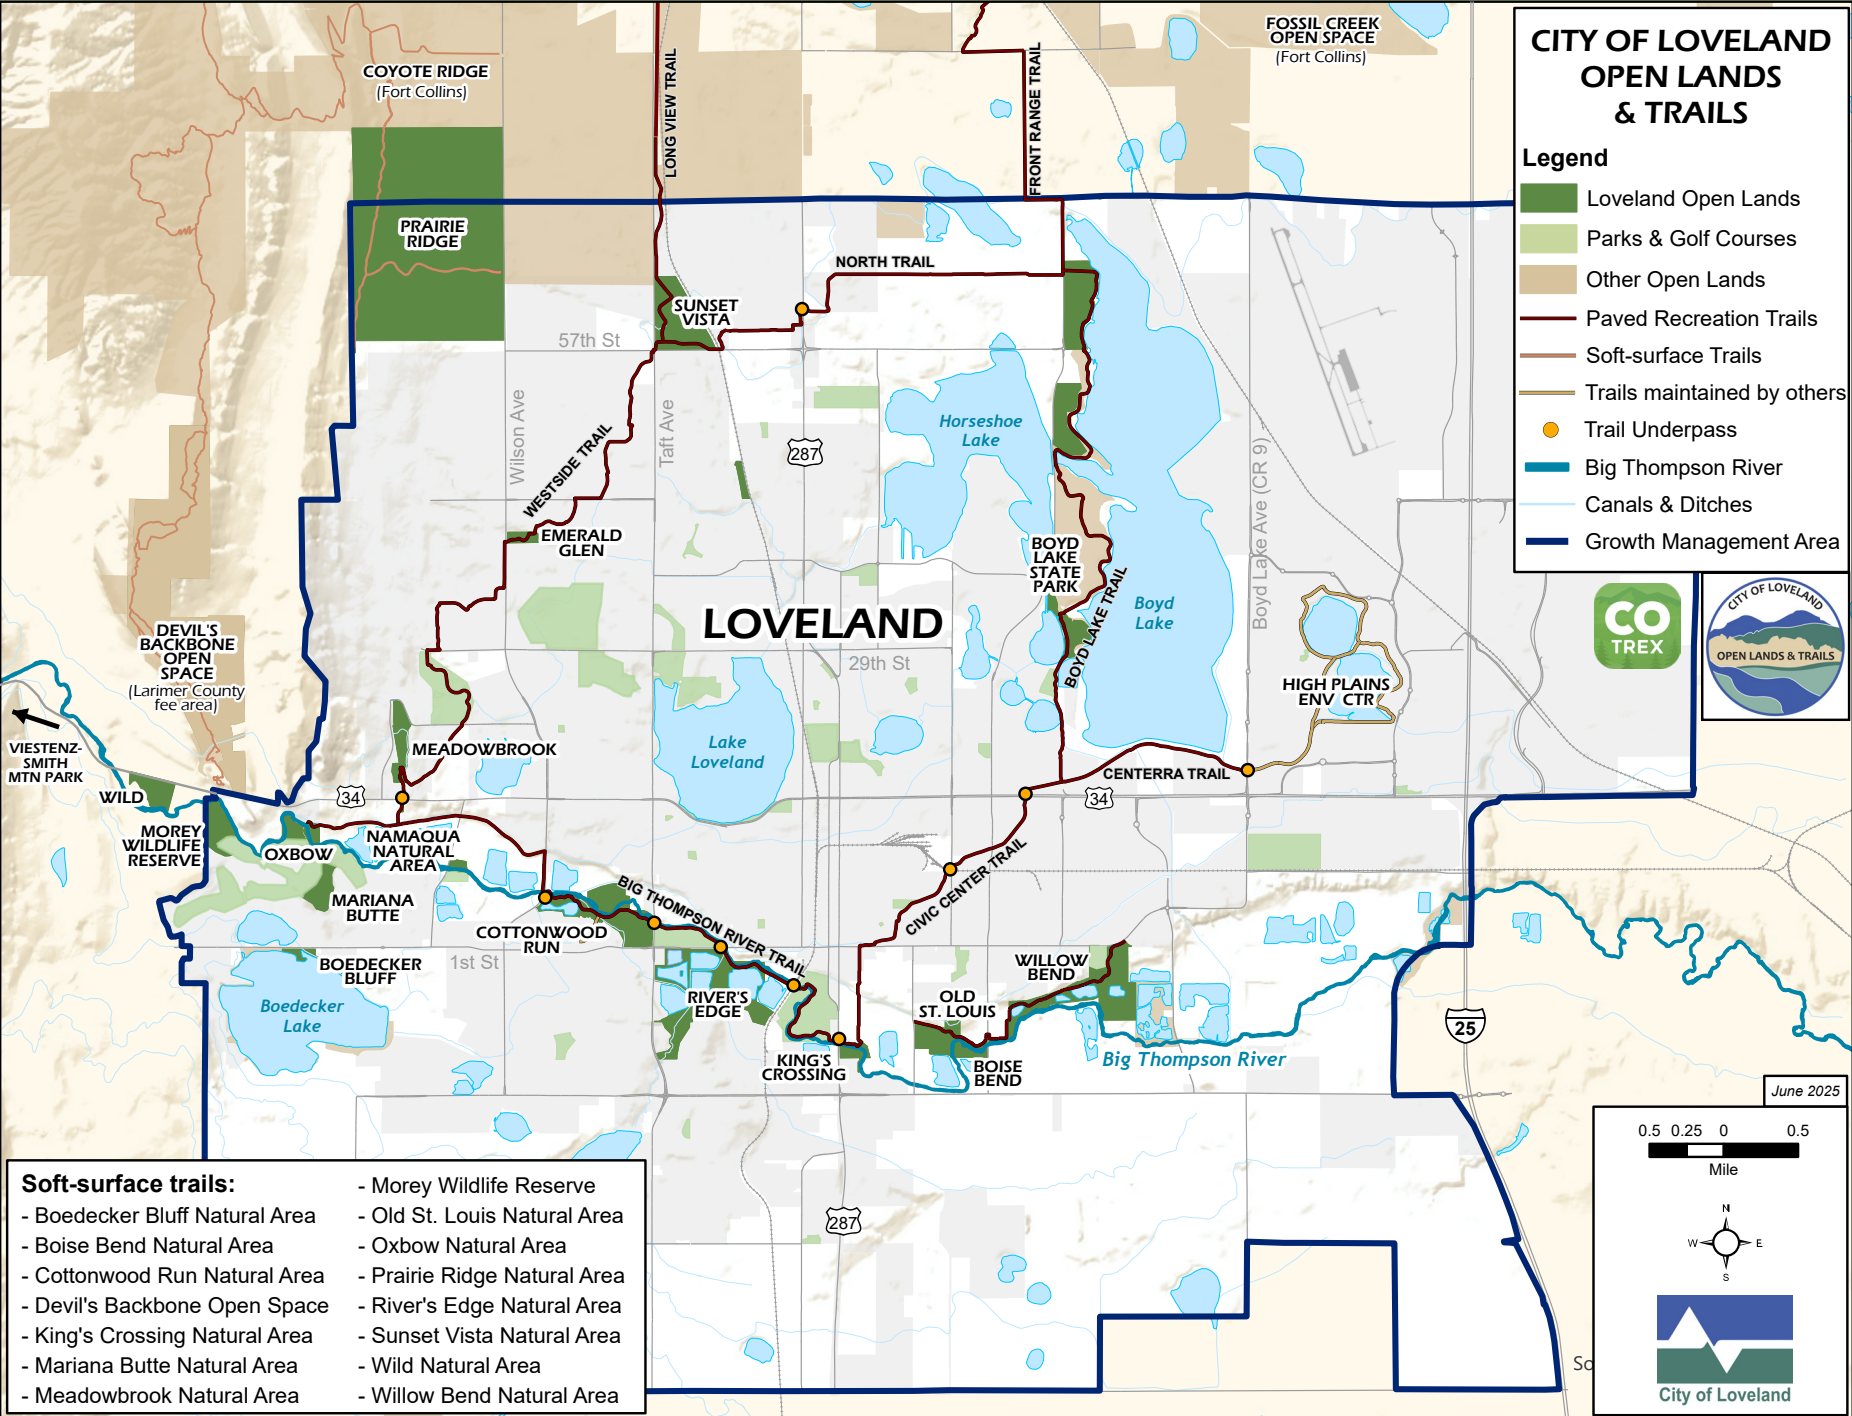 CITY OF LOVELAND
OPEN LANDS
& TRAILS
Legend
Loveland Open Lands
Parks & Golf Courses
Other Open Lands
Paved Recreation Trails
Soft-surface Trails
Trails maintained by others
Trail Underpass
Big Thompson River
Canals & Ditches
Growth Management Area
CO
TREX
CITY OF LOVELAND
OPEN LANDS & TRAILS
COYOTE RIDGE
(Fort Collins)
FOSSIL CREEK
OPEN SPACE
(Fort Collins)
LONG VIEW TRAIL
FRONT RANGE TRAIL
PRAIRIE
RIDGE
NORTH TRAIL
SUNSET
VISTA
57th St
Wilson Ave
Taft Ave
287
Horseshoe
Lake
WESTSIDE TRAIL
EMERALD
GLEN
BOYD
LAKE
STATE
PARK
BOYD LAKE TRAIL
Boyd
Lake
Boyd Lake Ave (CR 9)
LOVELAND
29th St
DEVIL'S
BACKBONE
OPEN
SPACE
(Larimer County
fee area)
HIGH PLAINS
ENV CTR
VIESTENZ-
SMITH
MTN PARK
MEADOWBROOK
Lake
Loveland
CENTERRA TRAIL
WILD
34
34
MOREY
WILDLIFE
RESERVE
OXBOW
NAMAQUA
NATURAL
AREA
MARIANA
BUTTE
BIG THOMPSON RIVER TRAIL
CIVIC CENTER TRAIL
COTTONWOOD
RUN
1st St
BOEDECKER
BLUFF
WILLOW
BEND
Boedecker
Lake
RIVER'S
EDGE
OLD
ST. LOUIS
25
KING'S
CROSSING
BOISE
BEND
Big Thompson River
June 2025
0.5 0.25 0 0.5
Mile
N
W E
S
287
So
City of Loveland
Soft-surface trails:
- Boedecker Bluff Natural Area
- Boise Bend Natural Area
- Cottonwood Run Natural Area
- Devil's Backbone Open Space
- King's Crossing Natural Area
- Mariana Butte Natural Area
- Meadowbrook Natural Area
- Morey Wildlife Reserve
- Old St. Louis Natural Area
- Oxbow Natural Area
- Prairie Ridge Natural Area
- River's Edge Natural Area
- Sunset Vista Natural Area
- Wild Natural Area
- Willow Bend Natural Area